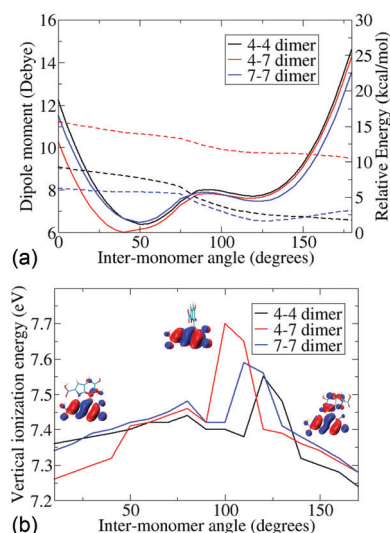 16
14
12
10
8
6
Dipole moment (Debye)
30
25
20
15
10
5
0
Relative Energy (kcal/mol)
4-4 dimer
4-7 dimer
7-7 dimer
0 50 100 150
Inter-monomer angle (degrees)
(a)
7.7
7.6
7.5
7.4
7.3
7.2
Vertical ionization energy (eV)
4-4 dimer
4-7 dimer
7-7 dimer
0 50 100 150
Inter-monomer angle (degrees)
(b)